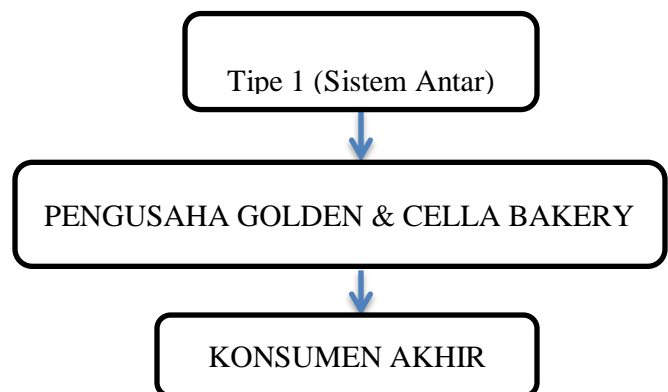 Tipe 1 (Sistem Antar)
PENGUSAHA GOLDEN & CELLA BAKERY
KONSUMEN AKHIR